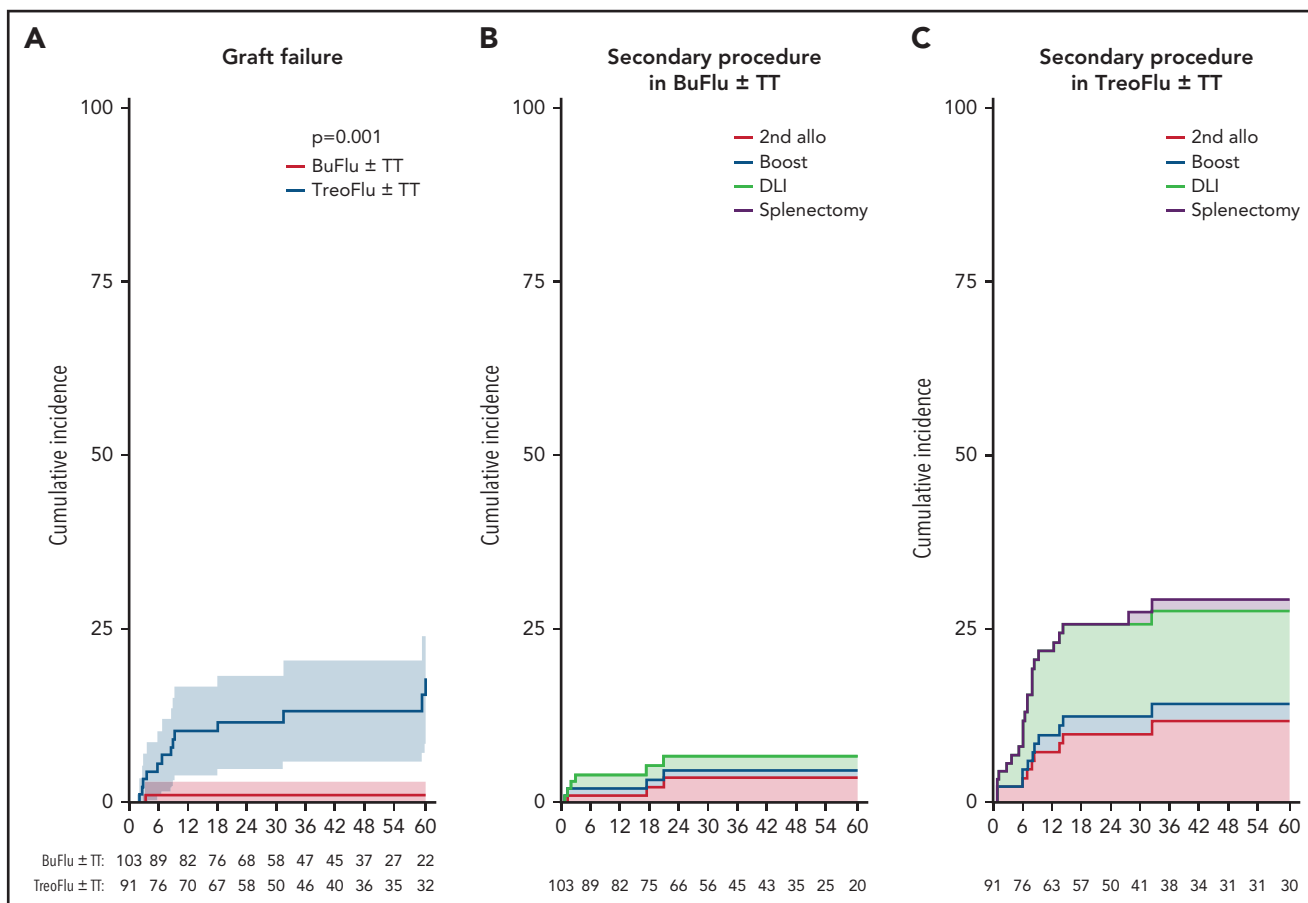 A
Graft failure
100
75
50
25
0
Cumulative incidence
p=0.001
BuFlu ± TT
TreoFlu ± TT
0 6 12 18 24 30 36 42 48 54 60
BuFlu ± TT: 103 89 82 76 68 58 47 45 37 27 22
TreoFlu ± TT: 91 76 70 67 58 50 46 40 36 35 32
B
Secondary procedure
in BuFlu ± TT
100
75
50
25
0
Cumulative incidence
2nd allo
Boost
DLI
Splenectomy
0 6 12 18 24 30 36 42 48 54 60
103 89 82 75 66 56 45 43 35 25 20
C
Secondary procedure
in TreoFlu ± TT
100
75
50
25
0
Cumulative incidence
2nd allo
Boost
DLI
Splenectomy
0 6 12 18 24 30 36 42 48 54 60
91 76 63 57 50 41 38 34 31 31 30